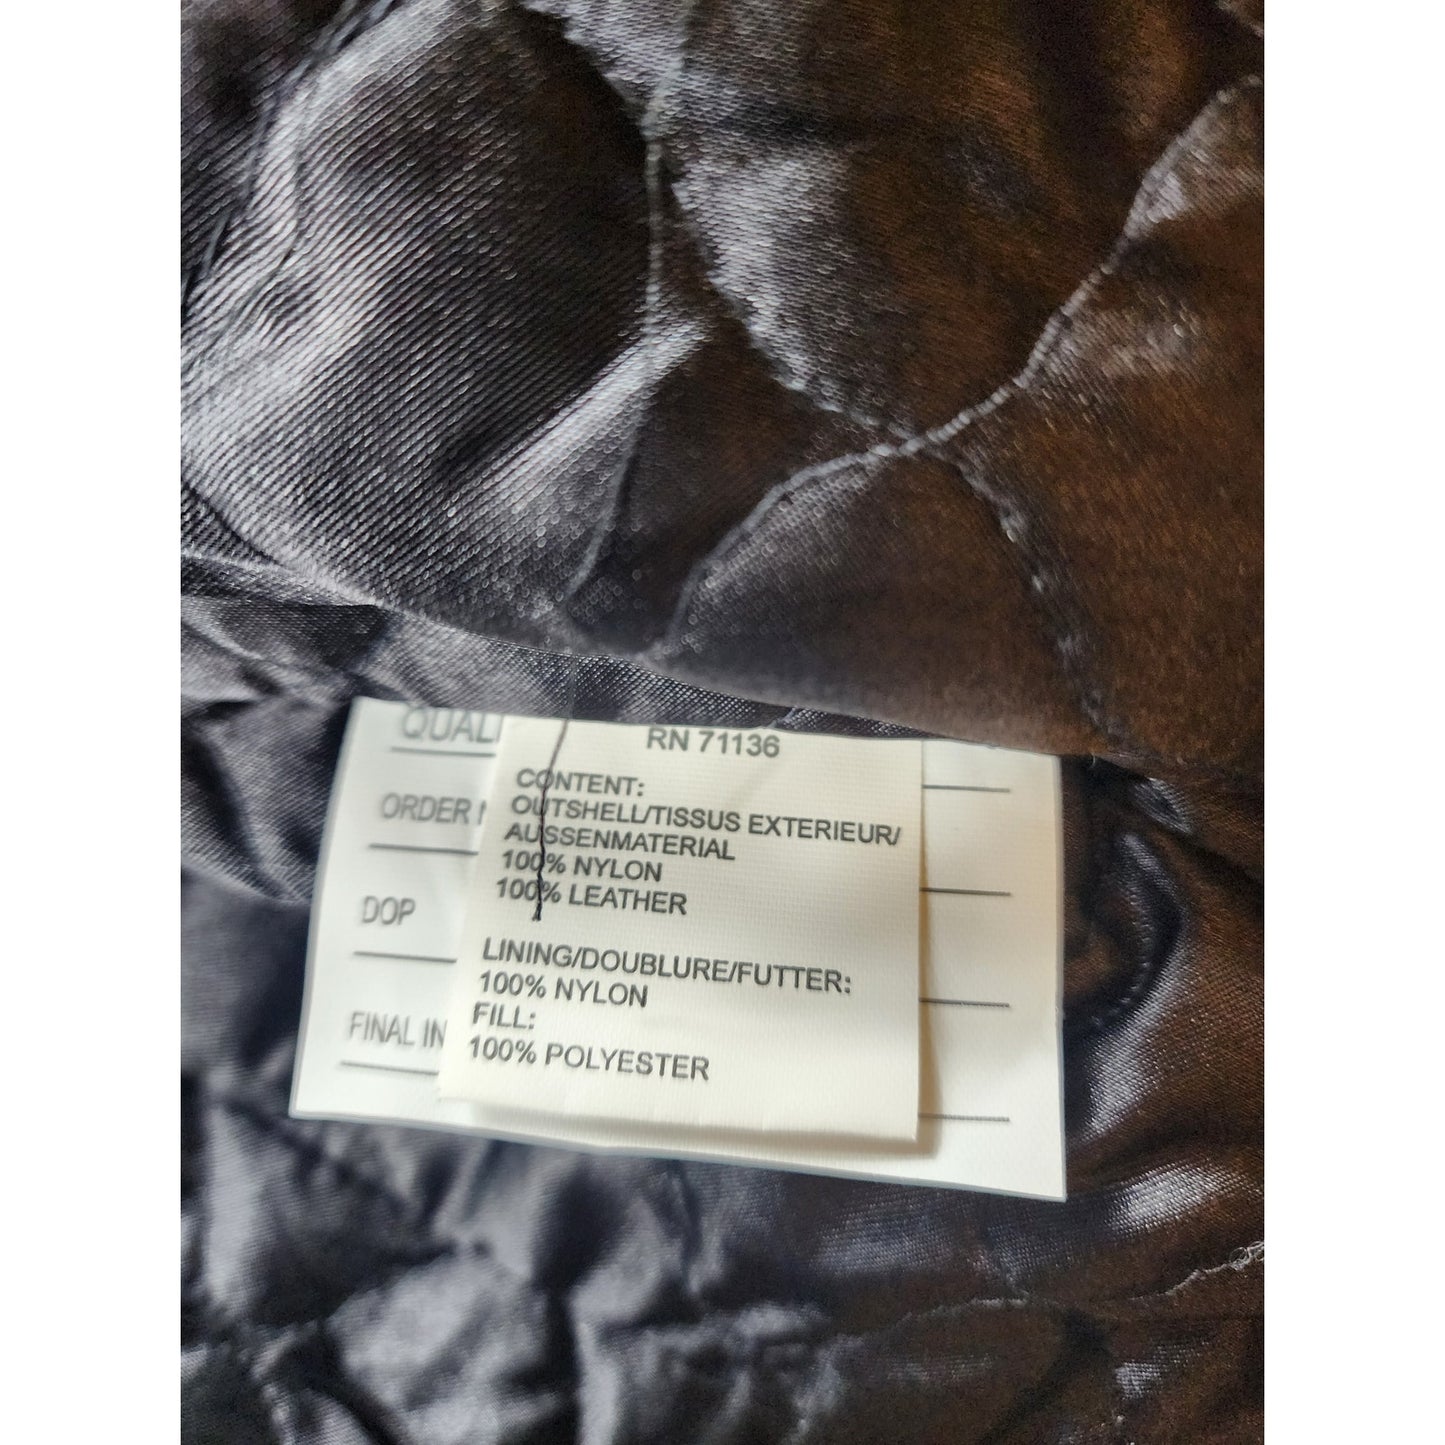 RN 71136
CONTENT:
OUTSHELL/TISSUS EXTERIEUR/
AUSSENMATERIAL
100% NYLON
100% LEATHER
LINING/DOUBLURE/FUTTER:
100% NYLON
FILL:
100% POLYESTER
QUALI
ORDER
DOP
FINAL IN